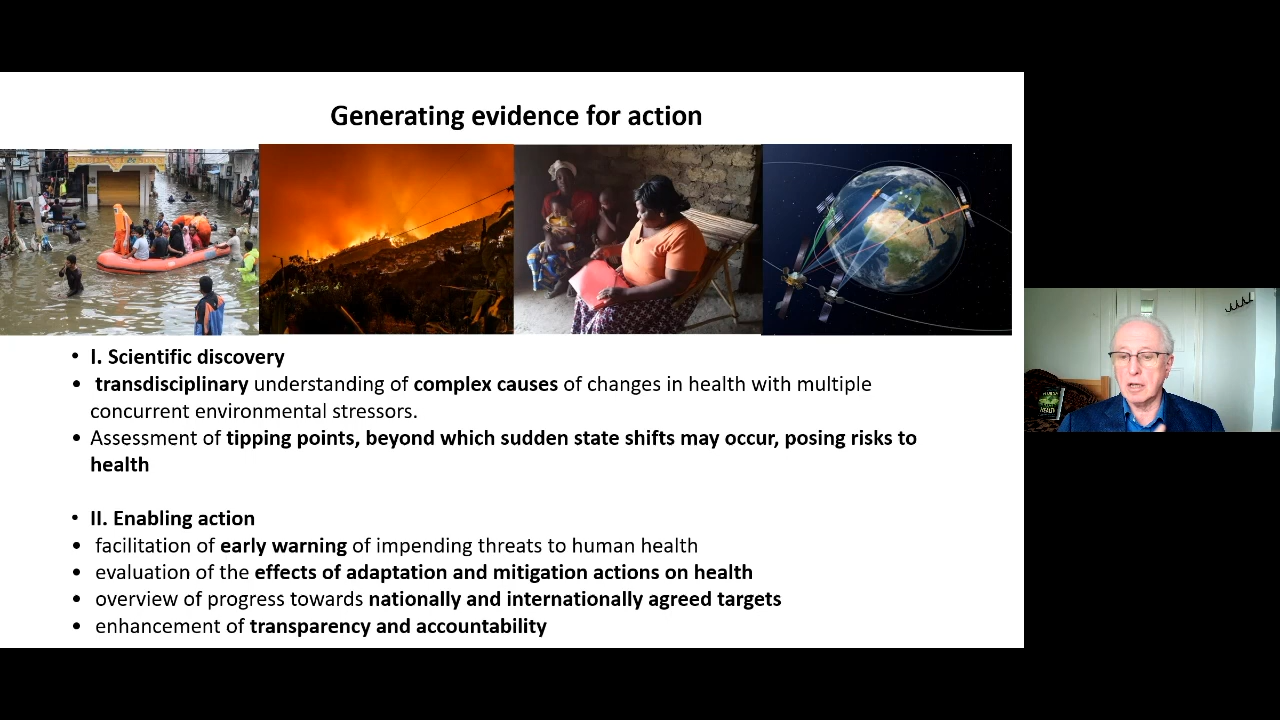 Generating evidence for action
• I. Scientific discovery
• transdisciplinary understanding of complex causes of changes in health with multiple
concurrent environmental stressors.
• Assessment of tipping points, beyond which sudden state shifts may occur, posing risks to
health
• II. Enabling action
• facilitation of early warning of impending threats to human health
• evaluation of the effects of adaptation and mitigation actions on health
• overview of progress towards nationally and internationally agreed targets
• enhancement of transparency and accountability